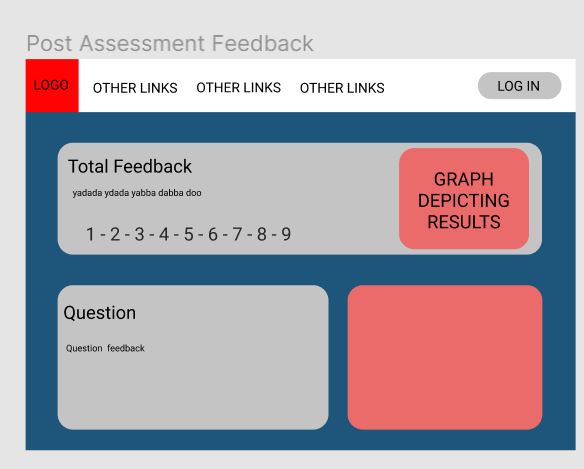 Post Assessment Feedback
LOGO
OTHER LINKS
OTHER LINKS
OTHER LINKS
LOG IN
Total Feedback
yadada ydada yabba dabba doo
1 - 2 - 3 - 4 - 5 - 6 - 7 - 8 - 9
GRAPH
DEPICTING
RESULTS
Question
Question feedback